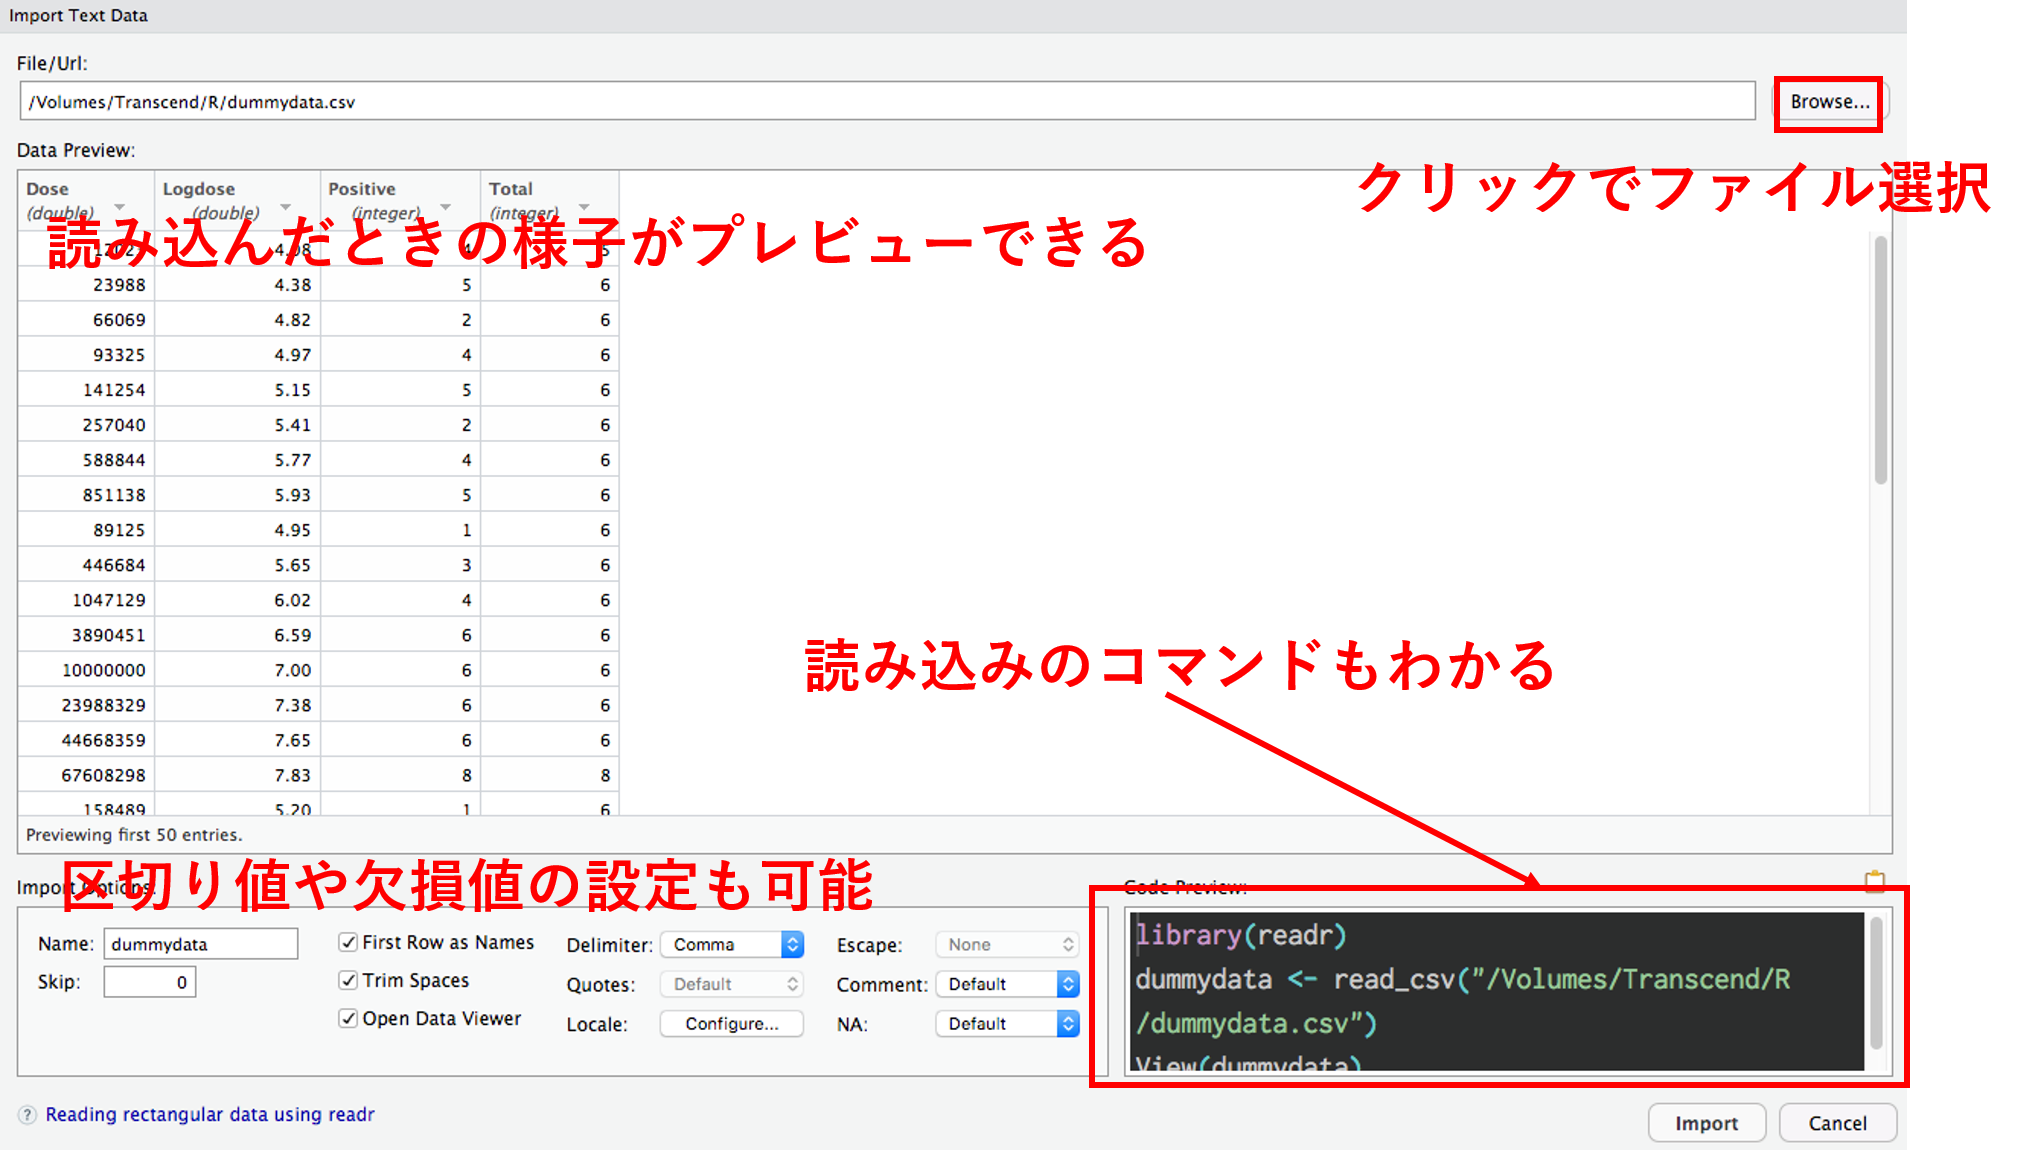 Import Text Data
File/Url:
/Volumes/Transcend/R/dummydata.csv
Browse...
Data Preview:
クリックでファイル選択
Dose Logdose Positive Total
(double) (double) (integer) (integer)
読み込んだときの様子がプレビューできる
4.08 4
23988 4.38 5 6
66069 4.82 2 6
93325 4.97 4 6
141254 5.15 5 6
257040 5.41 2 6
588844 5.77 4 6
851138 5.93 5 6
89125 4.95 1 6
446684 5.65 3 6
1047129 6.02 4 6
3890451 6.59 6 6
10000000 7.00 6 6
23988329 7.38 6 6
44668359 7.65 6 6
67608298 7.83 8 8
158489 5.20 1 6
読み込みのコマンドもわかる
Previewing first 50 entries.
Import Options:
区切り値や欠損値の設定も可能
Code Preview:
Name: dummydata
Skip: 0
First Row as Names
Trim Spaces
Open Data Viewer
Delimiter: Comma
Quotes: Default
Locale: Configure...
Escape: None
Comment: Default
NA: Default
library(readr)
dummydata <- read_csv("/Volumes/Transcend/R
/dummydata.csv")
View(dummydata)
? Reading rectangular data using readr
Import
Cancel